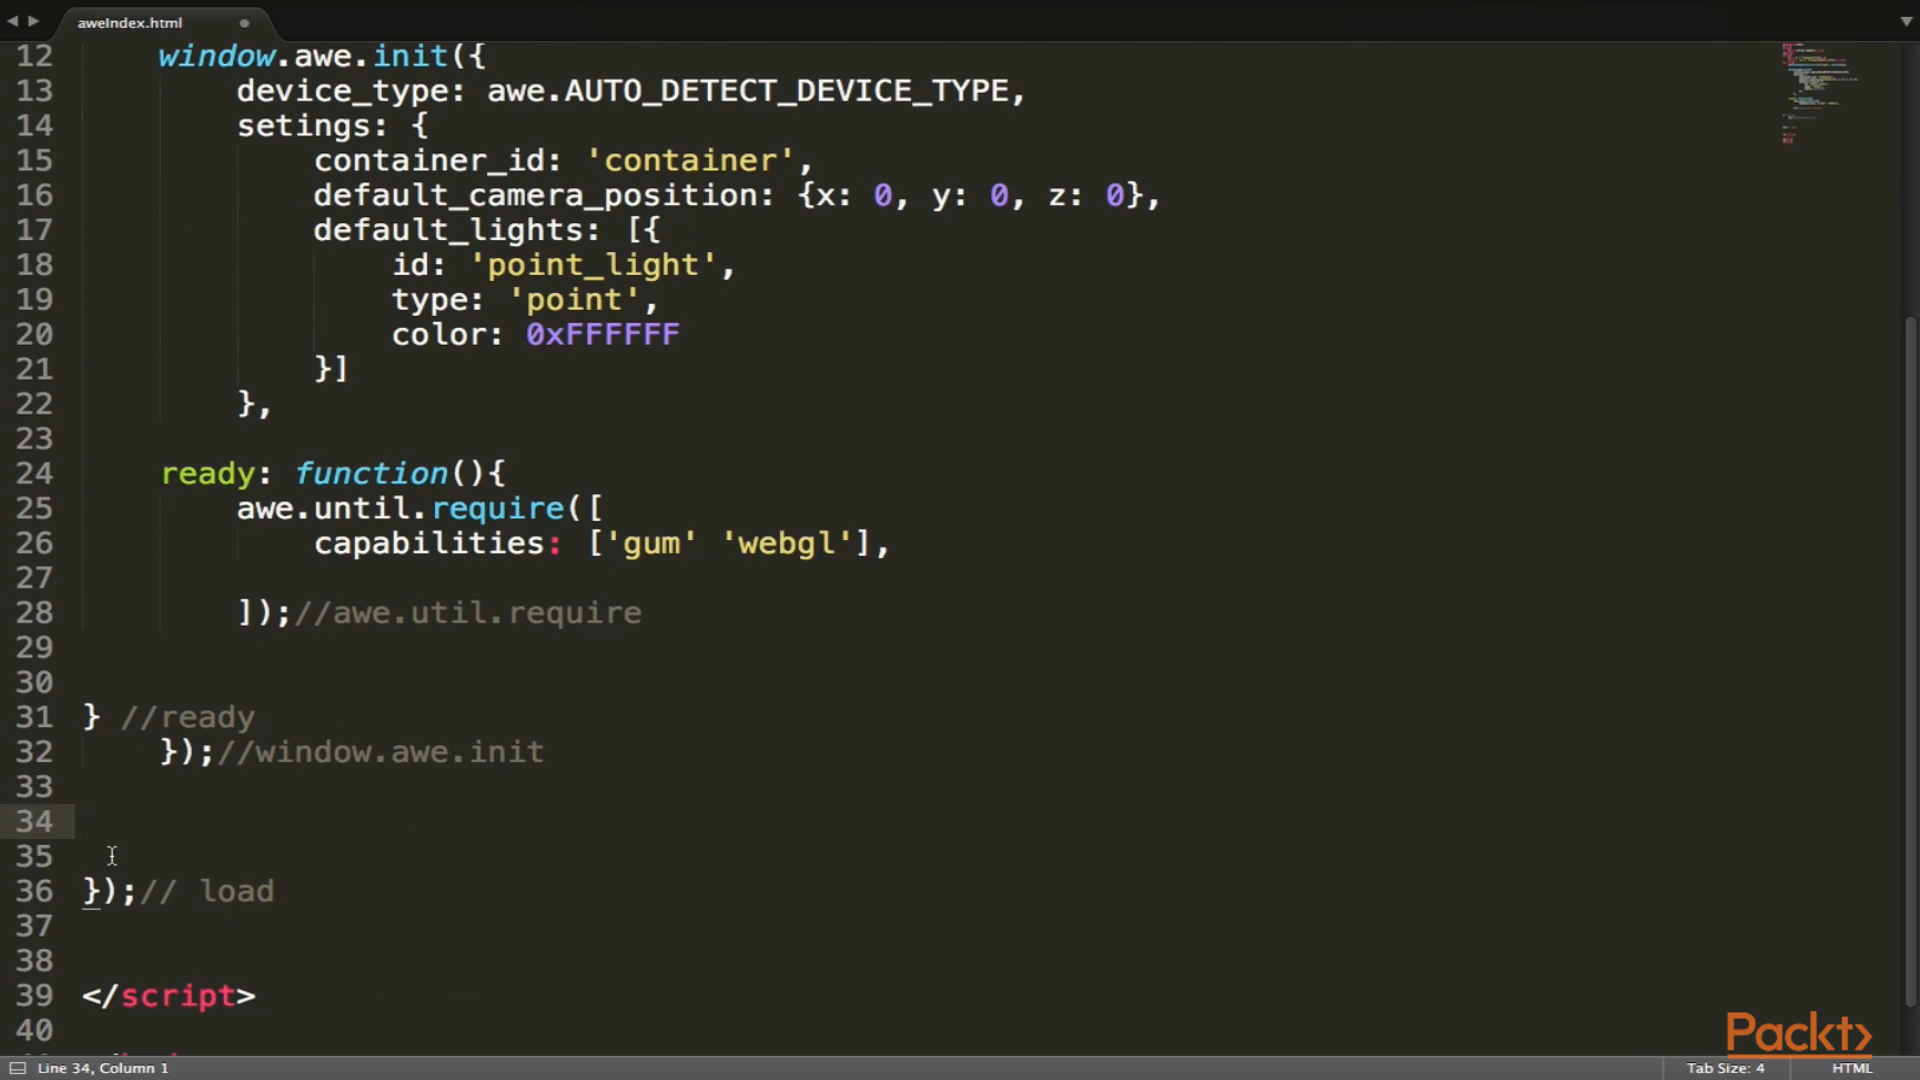 aweIndex.html
12 window.awe.init({
13 device_type: awe.AUTO_DETECT_DEVICE_TYPE,
14 setings: {
15 container_id: 'container',
16 default_camera_position: {x: 0, y: 0, z: 0},
17 default_lights: [{
18 id: 'point_light',
19 type: 'point',
20 color: 0xFFFFFF
21 }]
22 },
23
24 ready: function(){
25 awe.until.require([
26 capabilities: ['gum' 'webgl'],
27
28 ]);//awe.util.require
29
30
31 } //ready
32 });//window.awe.init
33
34
35
36 });// load
37
38
39 </script>
40
Packt>
Line 34, Column 1
Tab Size: 4
HTML